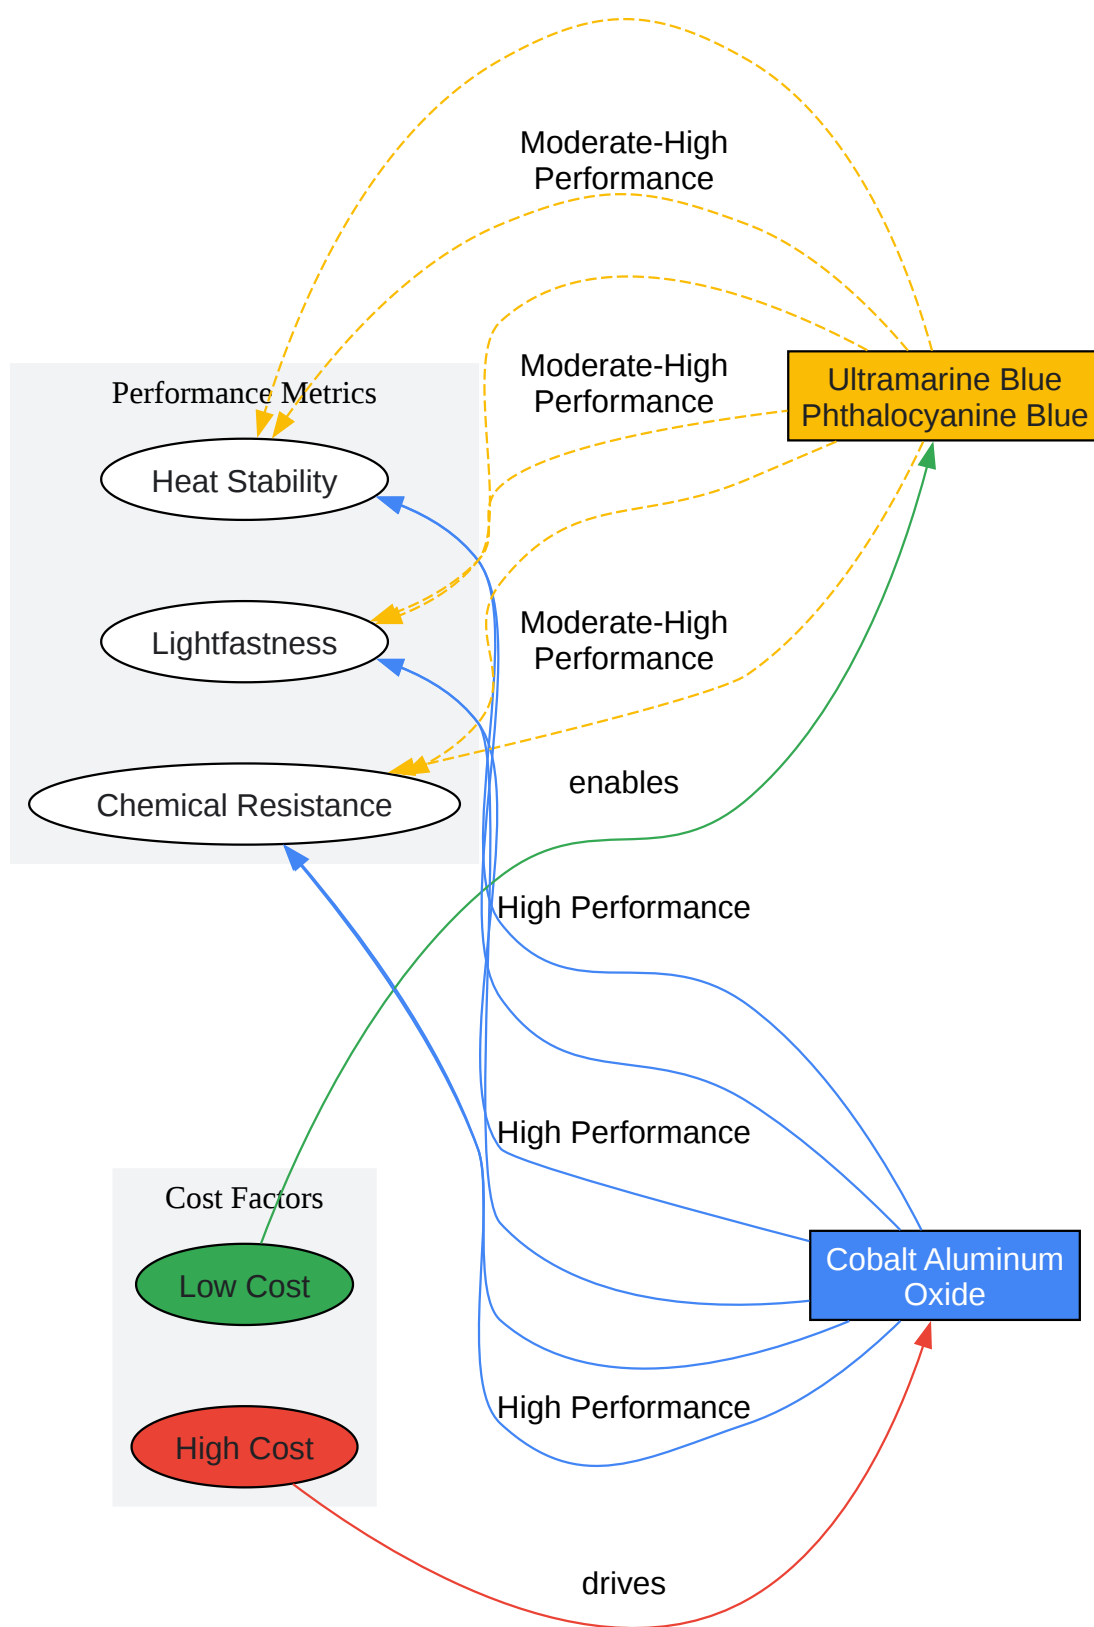 Moderate-High
Performance
Moderate-High
Performance
Ultramarine Blue
Phthalocyanine Blue
Performance Metrics
Heat Stability
Lightfastness
Chemical Resistance
Moderate-High
Performance
enables
High Performance
High Performance
Cost Factors
Low Cost
High Cost
Cobalt Aluminum
Oxide
High Performance
drives